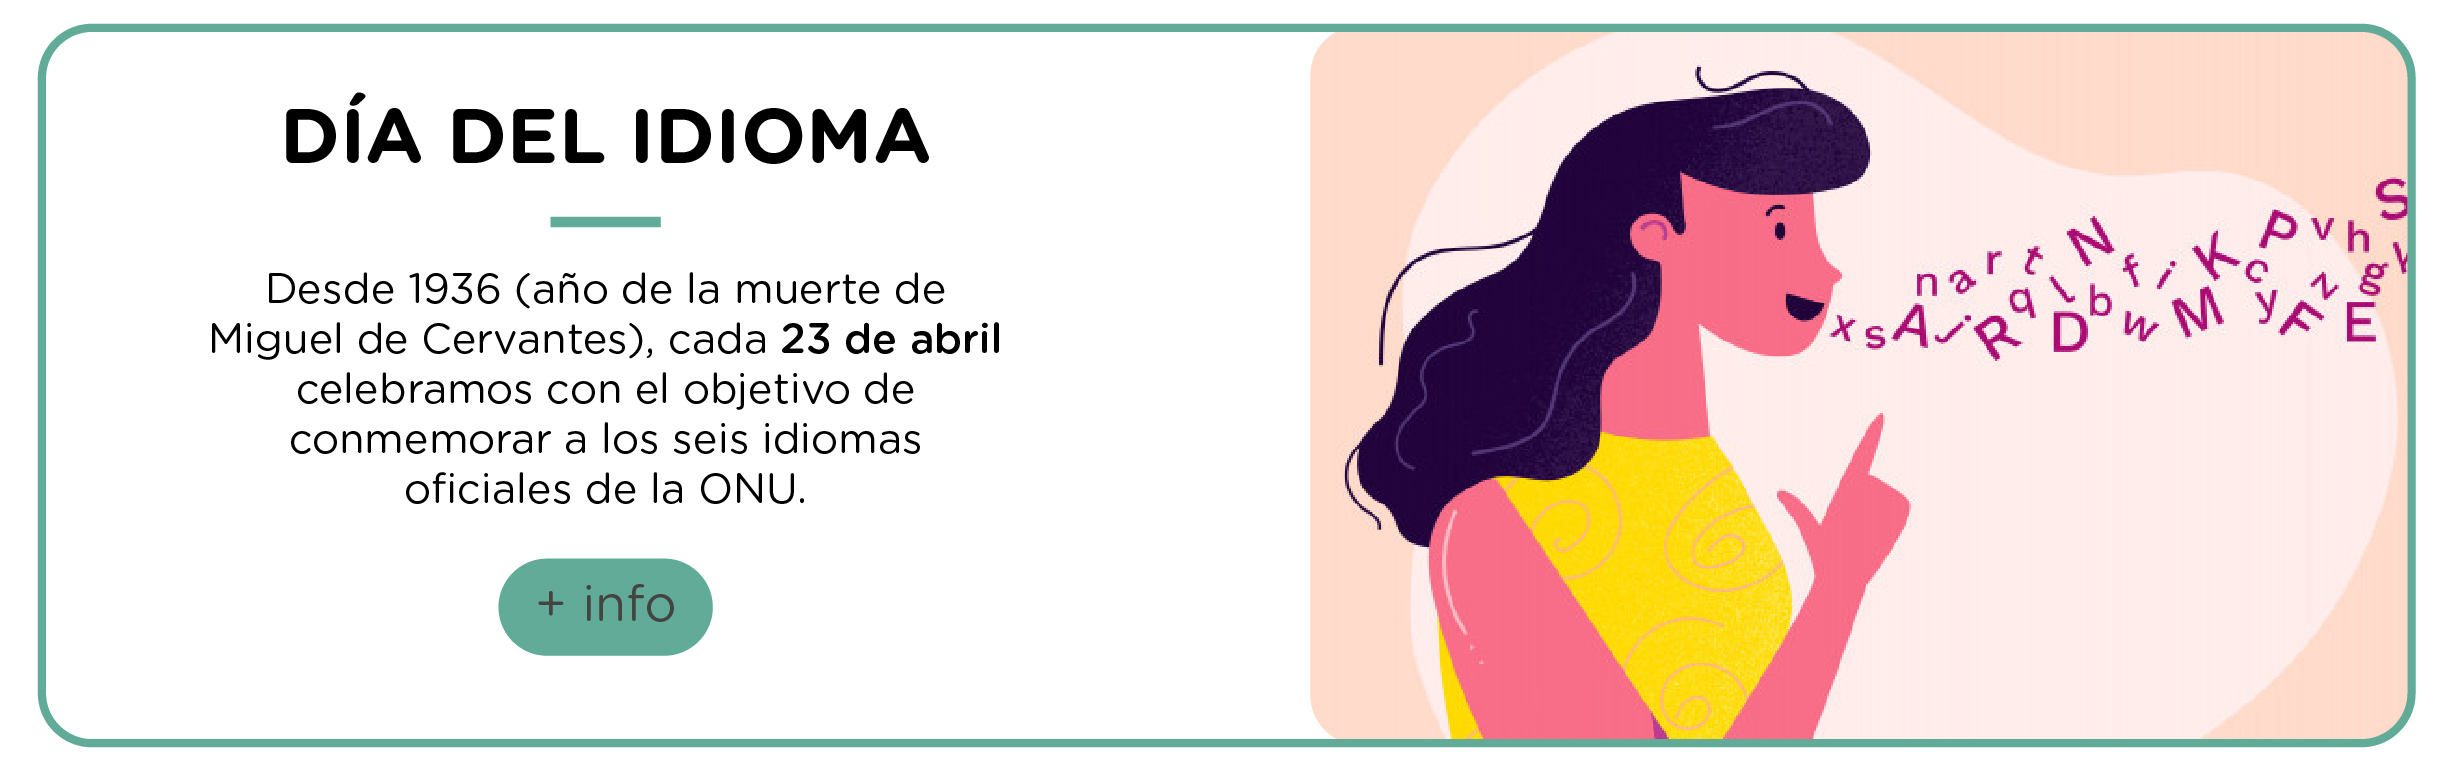 DÍA DEL IDIOMA
Desde 1936 (año de la muerte de
Miguel de Cervantes), cada 23 de abril
celebramos con el objetivo de
conmemorar a los seis idiomas
oficiales de la ONU.
+ info
x s A j R q D l b w M y F z E g
n a r t N f i K c P v h S